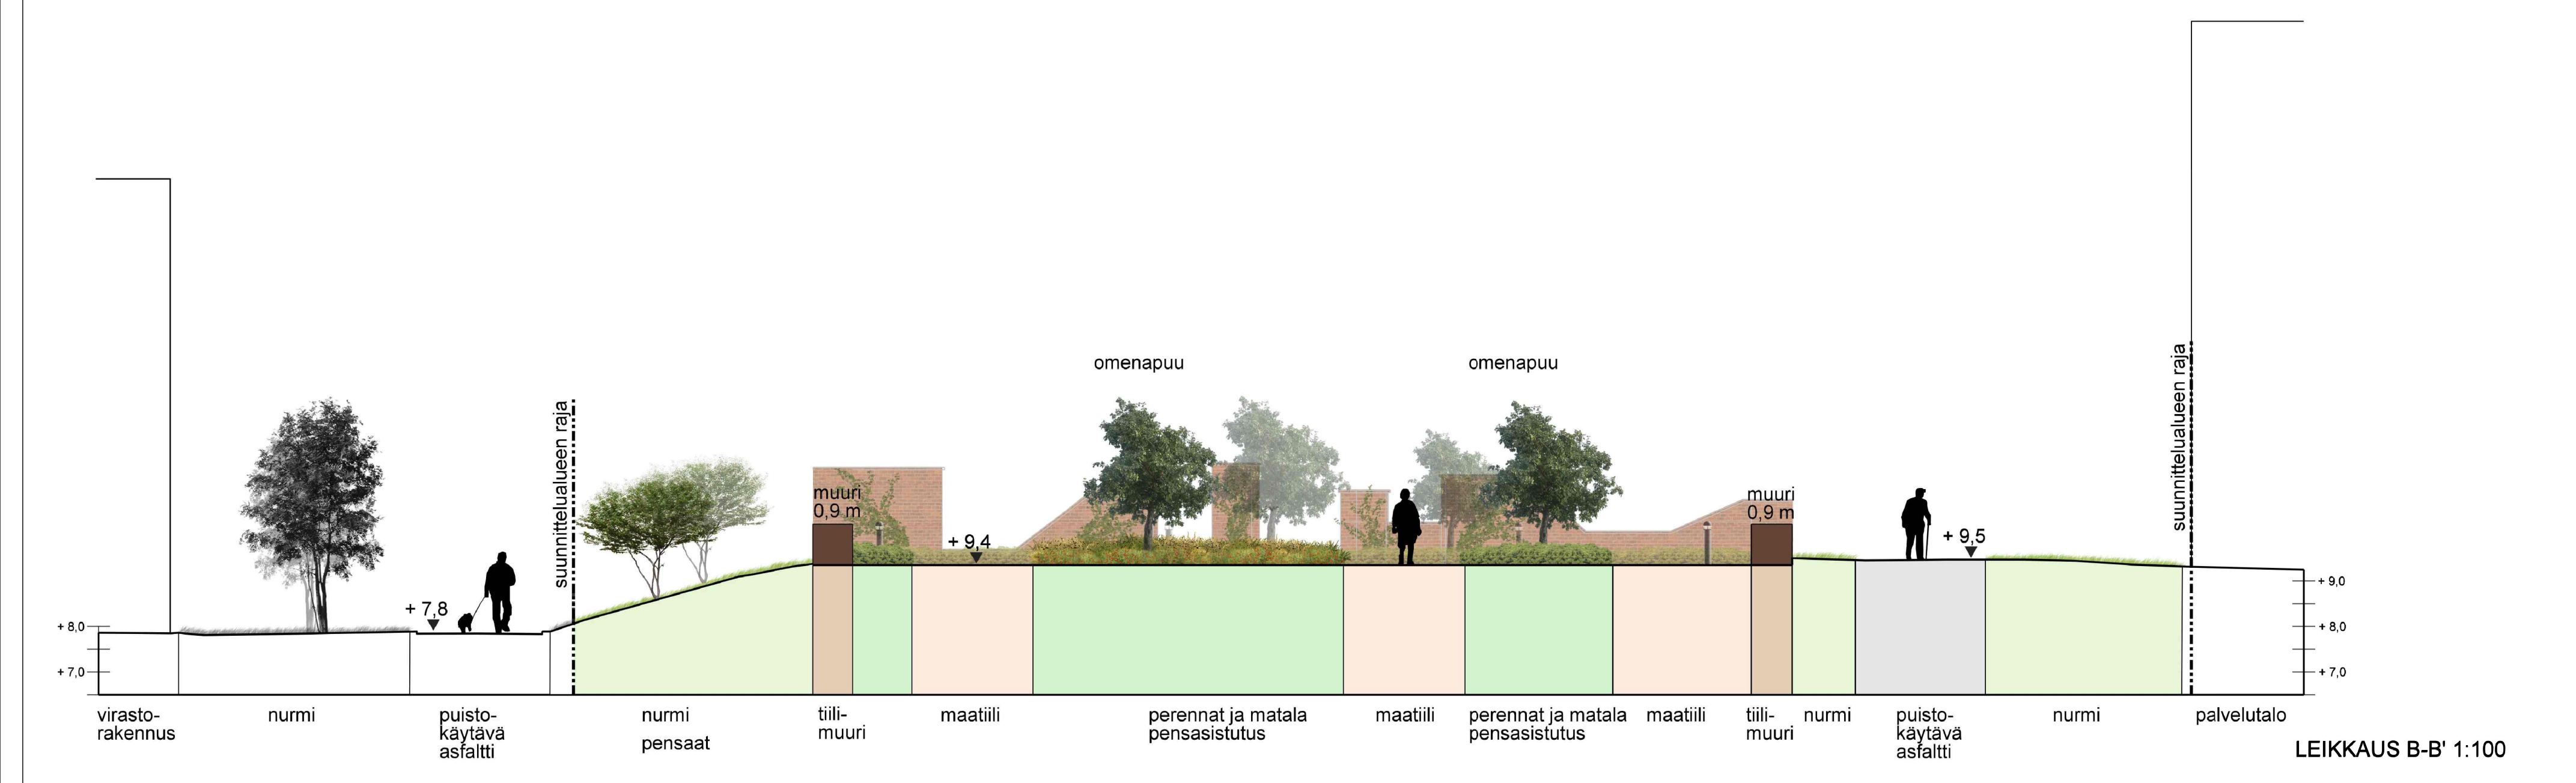 omenapuu
omenapuu
suunnittelualueen raja
suunnittelualueen raja
muuri
0,9 m
muuri
0,9 m
+ 9,4
+ 9,5
+ 7,8
+ 8,0
+ 7,0
+ 9,0
+ 8,0
+ 7,0
virasto-
rakennus
nurmi
puisto-
käytävä
asfaltti
nurmi
pensaat
tiili-
muuri
maatiili
perennat ja matala
pensasistutus
maatiili
perennat ja matala
pensasistutus
maatiili
tiili-
muuri
nurmi
puisto-
käytävä
asfaltti
nurmi
palvelutalo
LEIKKAUS B-B' 1:100